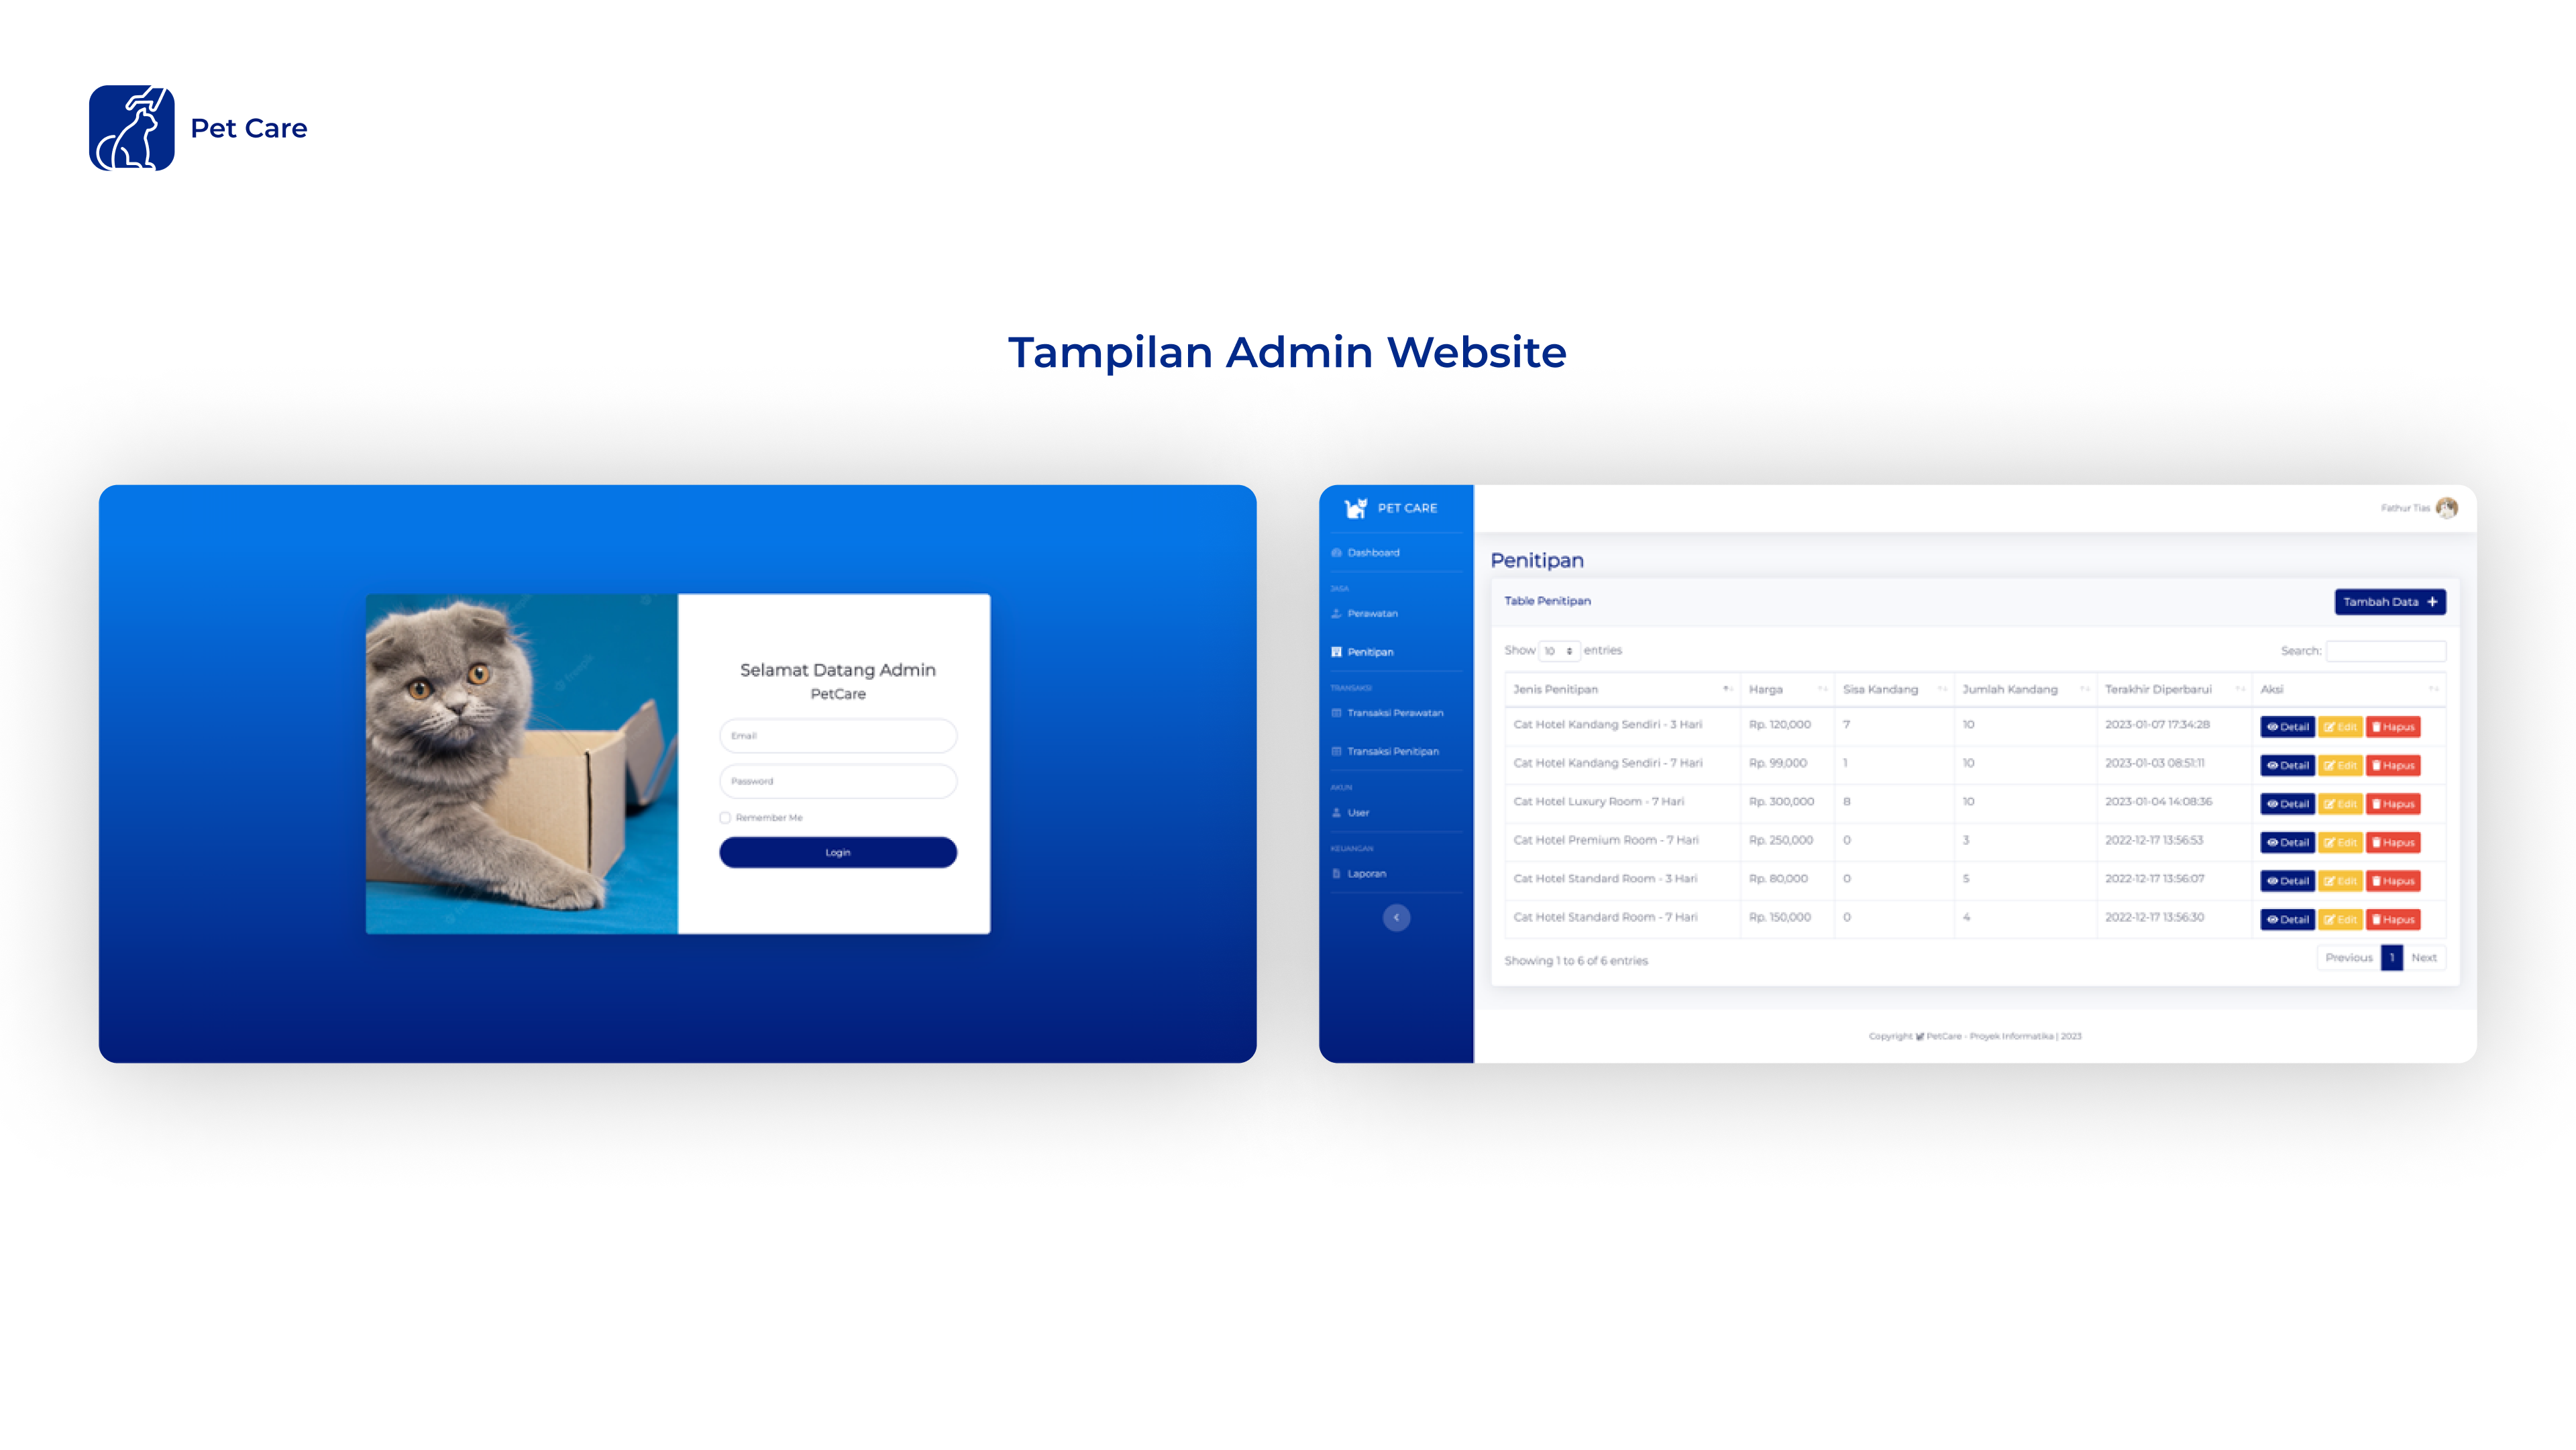 Pet Care
Tampilan Admin Website
Selamat Datang Admin
PetCare
Email
Password
Remember Me
Login
PET CARE
Dashboard
JASA
Perawatan
Penitipan
TRANSAKSI
Transaksi Perawatan
Transaksi Penitipan
AKUN
User
KEUANGAN
Laporan
Fathur Tias
Penitipan
Table Penitipan
Tambah Data +
Show 10 entries
Search:
Jenis Penitipan Harga Sisa Kandang Jumlah Kandang Terakhir Diperbarui Aksi
Cat Hotel Kandang Sendiri - 3 Hari Rp. 120,000 7 10 2023-01-07 17:34:28 Detail Edit Hapus
Cat Hotel Kandang Sendiri - 7 Hari Rp. 99,000 1 10 2023-01-03 08:51:11 Detail Edit Hapus
Cat Hotel Luxury Room - 7 Hari Rp. 300,000 8 10 2023-01-04 14:08:36 Detail Edit Hapus
Cat Hotel Premium Room - 7 Hari Rp. 250,000 0 3 2022-12-17 13:56:53 Detail Edit Hapus
Cat Hotel Standard Room - 3 Hari Rp. 80,000 0 5 2022-12-17 13:56:07 Detail Edit Hapus
Cat Hotel Standard Room - 7 Hari Rp. 150,000 0 4 2022-12-17 13:56:30 Detail Edit Hapus
Showing 1 to 6 of 6 entries
Previous 1 Next
Copyright PetCare - Proyek Informatika | 2023